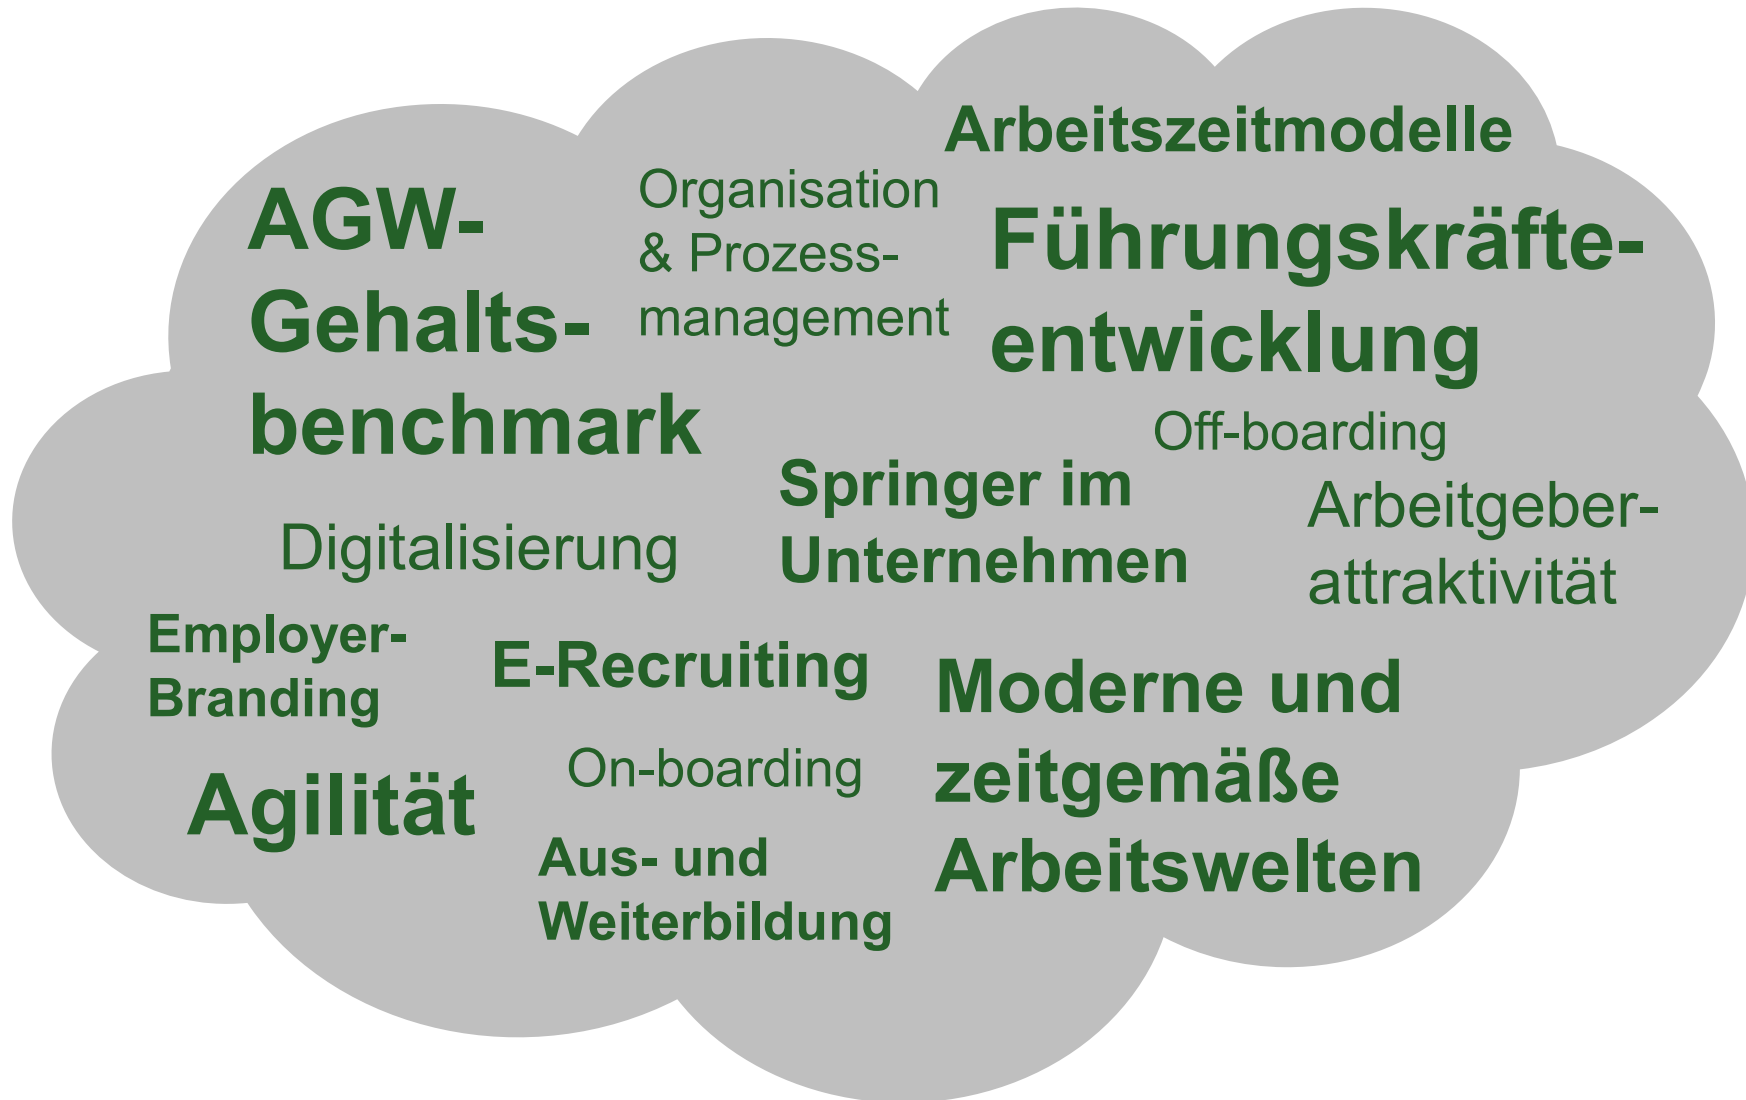 Arbeitszeitmodelle
AGW-
Gehalts-
benchmark
Organisation
& Prozess-
management
Führungskräfte-
entwicklung
Off-boarding
Springer im
Unternehmen
Arbeitgeber-
attraktivität
Digitalisierung
Employer-
Branding
E-Recruiting
Moderne und
zeitgemäße
Arbeitswelten
On-boarding
Agilität
Aus- und
Weiterbildung